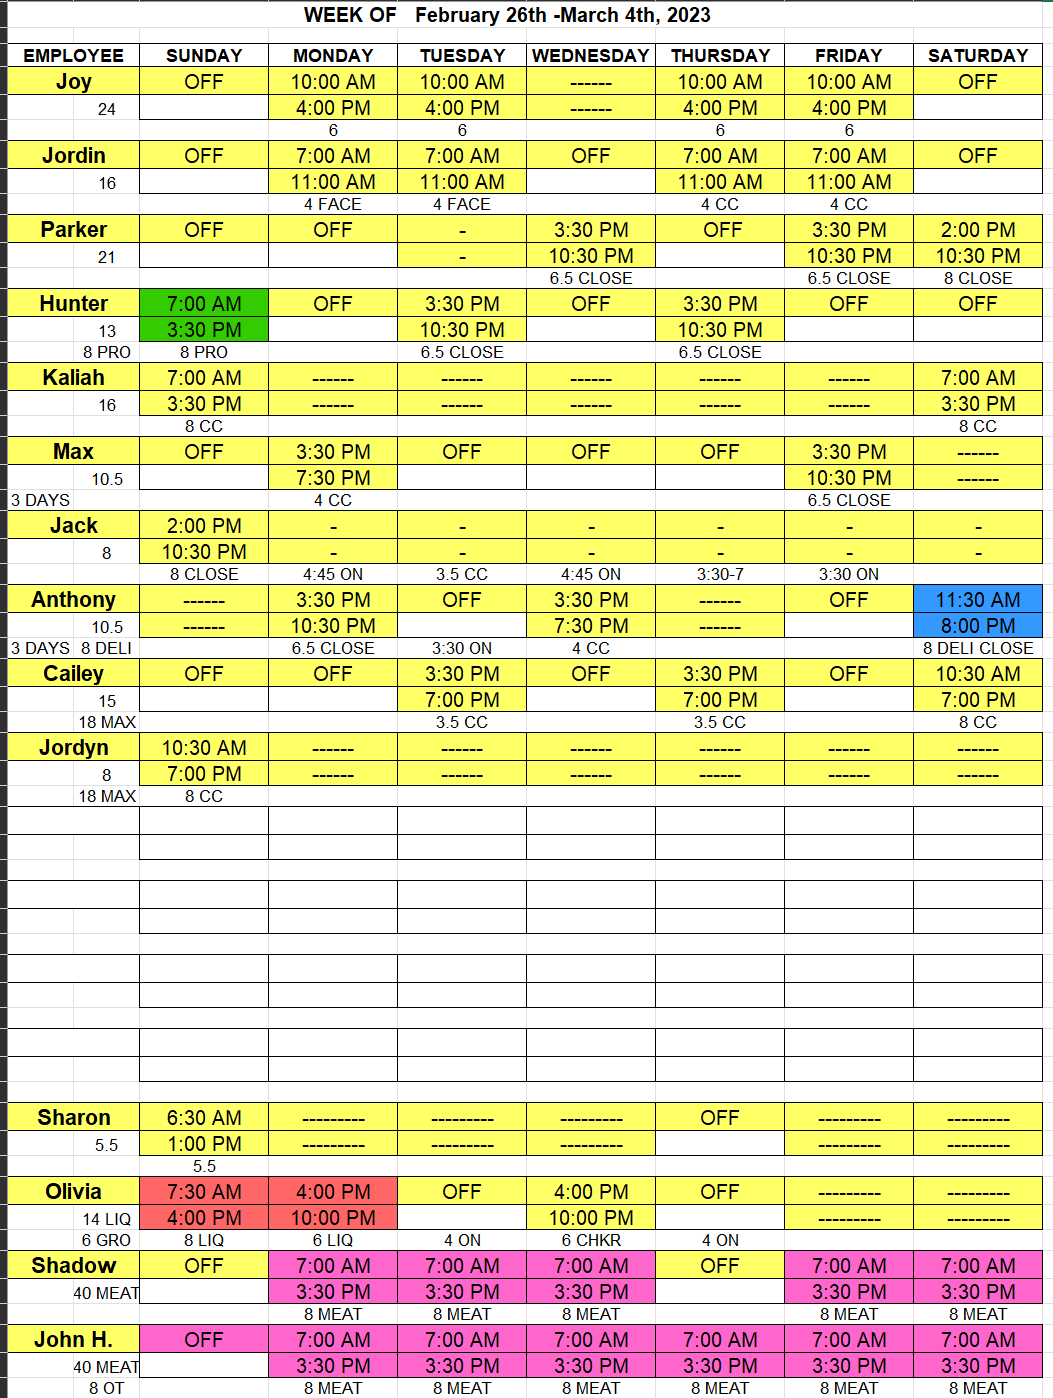 WEEK OF February 26th -March 4th, 2023
EMPLOYEE SUNDAY MONDAY TUESDAY WEDNESDAY THURSDAY FRIDAY SATURDAY
Joy OFF 10:00 AM 10:00 AM ------ 10:00 AM 10:00 AM OFF
24 4:00 PM 4:00 PM ------ 4:00 PM 4:00 PM
6 6 6 6
Jordin OFF 7:00 AM 7:00 AM OFF 7:00 AM 7:00 AM OFF
16 11:00 AM 11:00 AM 11:00 AM 11:00 AM
4 FACE 4 FACE 4 CC 4 CC
Parker OFF OFF - 3:30 PM OFF 3:30 PM 2:00 PM
21 - 10:30 PM 10:30 PM 10:30 PM
6.5 CLOSE 6.5 CLOSE 8 CLOSE
Hunter 7:00 AM OFF 3:30 PM OFF 3:30 PM OFF OFF
13 3:30 PM 10:30 PM 10:30 PM
8 PRO 8 PRO 6.5 CLOSE 6.5 CLOSE
Kaliah 7:00 AM ------ ------ ------ ------ ------ 7:00 AM
16 3:30 PM ------ ------ ------ ------ ------ 3:30 PM
8 CC 8 CC
Max OFF 3:30 PM OFF OFF OFF 3:30 PM ------
10.5 7:30 PM 10:30 PM ------
3 DAYS 4 CC 6.5 CLOSE
Jack 2:00 PM - - - - - -
8 10:30 PM - - - - - -
8 CLOSE 4:45 ON 3.5 CC 4:45 ON 3:30-7 3:30 ON
Anthony ------ 3:30 PM OFF 3:30 PM ------ OFF 11:30 AM
10.5 ------ 10:30 PM 7:30 PM ------ 8:00 PM
3 DAYS 8 DELI 6.5 CLOSE 3:30 ON 4 CC 8 DELI CLOSE
Cailey OFF OFF 3:30 PM OFF 3:30 PM OFF 10:30 AM
15 7:00 PM 7:00 PM 7:00 PM
18 MAX 3.5 CC 3.5 CC 8 CC
Jordyn 10:30 AM ------ ------ ------ ------ ------ ------
8 7:00 PM ------ ------ ------ ------ ------ ------
18 MAX 8 CC
Sharon 6:30 AM --------- --------- --------- OFF --------- ---------
5.5 1:00 PM --------- --------- --------- --------- ---------
5.5
Olivia 7:30 AM 4:00 PM OFF 4:00 PM OFF --------- ---------
14 LIQ 4:00 PM 10:00 PM 10:00 PM --------- ---------
6 GRO 8 LIQ 6 LIQ 4 ON 6 CHKR 4 ON
Shadow OFF 7:00 AM 7:00 AM 7:00 AM OFF 7:00 AM 7:00 AM
40 MEAT 3:30 PM 3:30 PM 3:30 PM 3:30 PM 3:30 PM
8 MEAT 8 MEAT 8 MEAT 8 MEAT 8 MEAT
John H. OFF 7:00 AM 7:00 AM 7:00 AM 7:00 AM 7:00 AM 7:00 AM
40 MEAT 3:30 PM 3:30 PM 3:30 PM 3:30 PM 3:30 PM 3:30 PM
8 OT 8 MEAT 8 MEAT 8 MEAT 8 MEAT 8 MEAT 8 MEAT